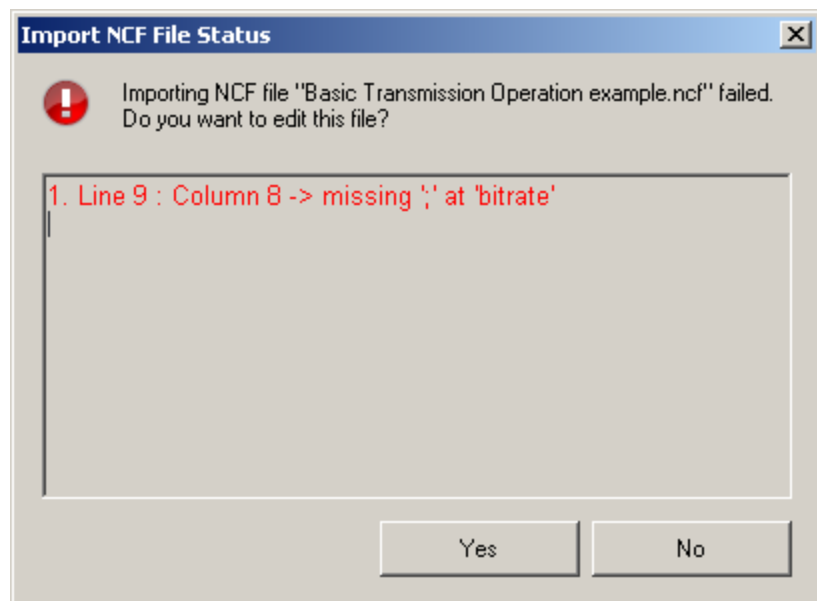 Import NCF File Status
Importing NCF file "Basic Transmission Operation example.ncf" failed.
Do you want to edit this file?
1. Line 9 : Column 8 -> missing ';' at 'bitrate'
Yes
No